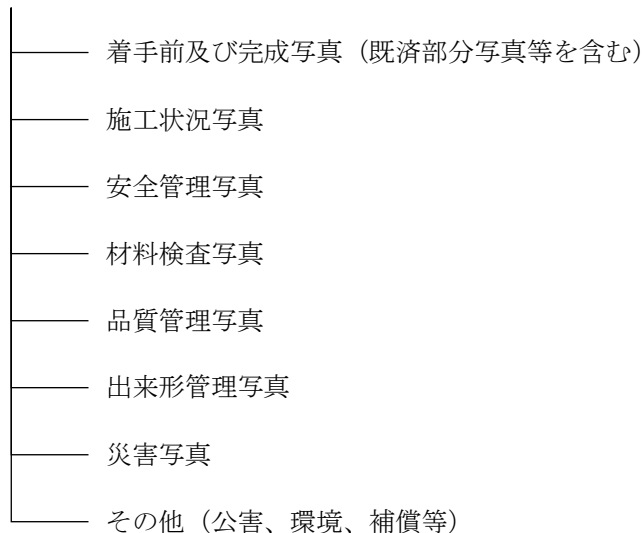 着手前及び完成写真（既済部分写真等を含む）
施工状況写真
安全管理写真
材料検査写真
品質管理写真
出来形管理写真
災害写真
その他（公害、環境、補償等）